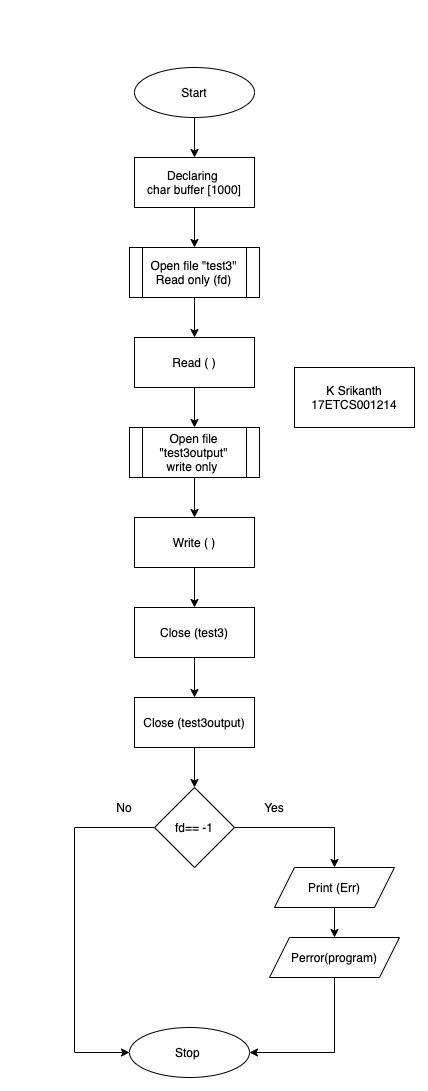 Start
Declaring
char buffer [1000]
Open file "test3"
Read only (fd)
Read ( )
K Srikanth
17ETCS001214
Open file
"test3output"
write only
Write ( )
Close (test3)
Close (test3output)
No
Yes
fd== -1
Print (Err)
Perror(program)
Stop